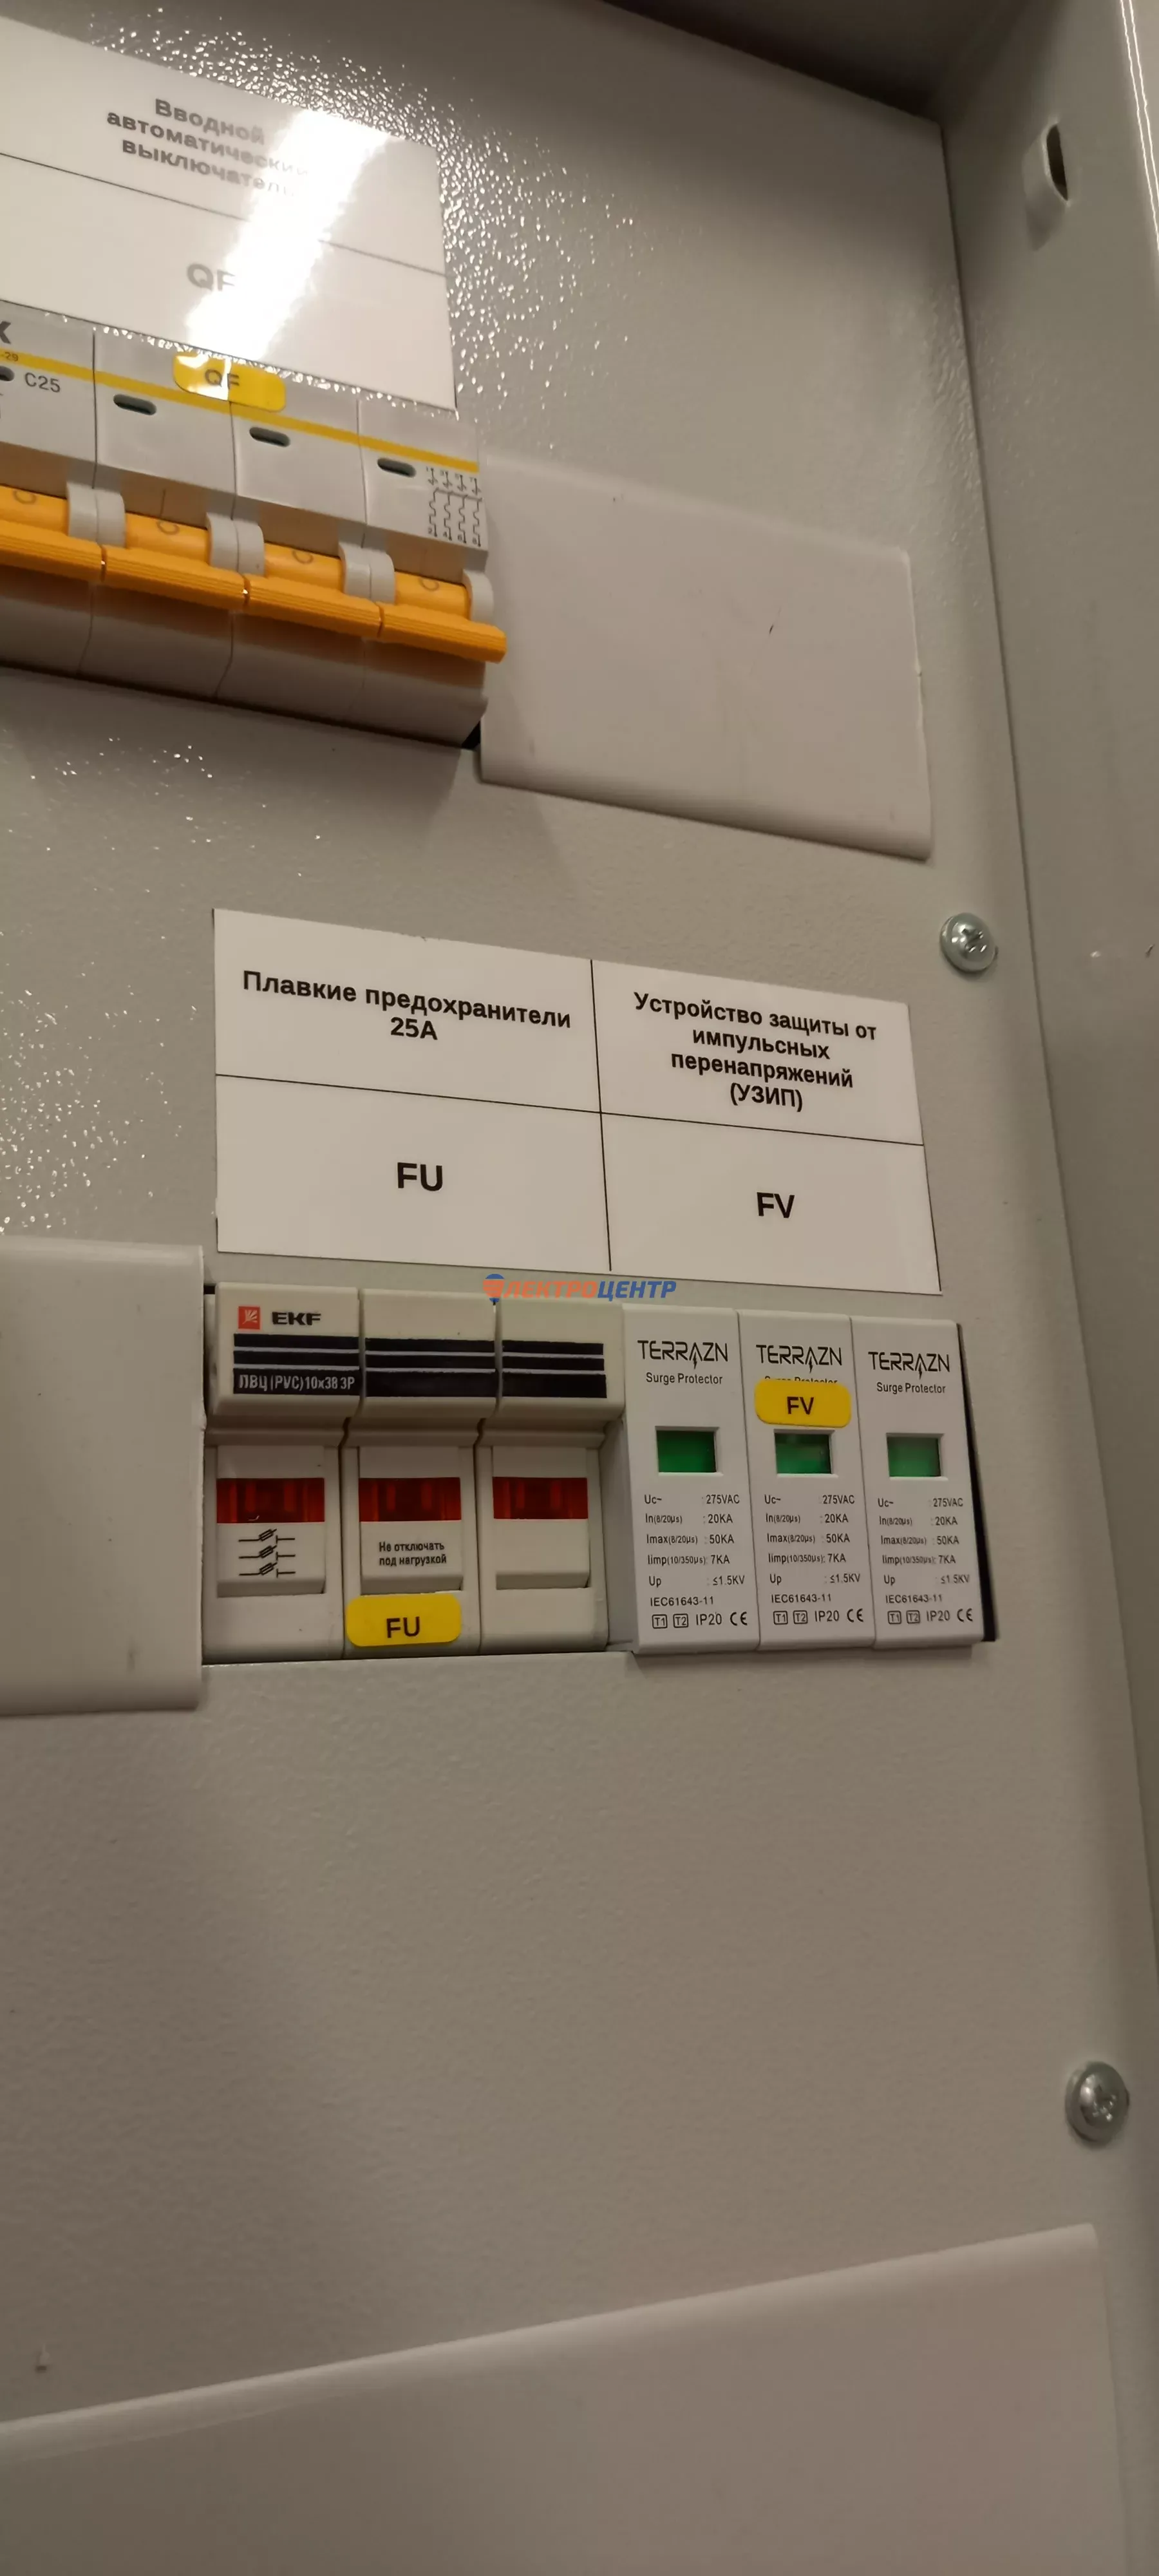 Вводной
автоматический
выключатель
QF
QF
C25
Плавкие предохранители
25А
FU
Устройство защиты от
импульсных
перенапряжений
(УЗИП)
FV
ЭЛЕКТРОЦЕНТР
EKF
ПВЦ (PVC) 10x38 3P
Не отключать
под нагрузкой
FU
TERRAZN
Surge Protector
Uc~ : 275VAC
In(8/20µs) : 20KA
Imax(8/20µs) : 50KA
Iimp(10/350µs): 7KA
Up : ≤1.5KV
IEC61643-11
T1 T2 IP20 CE
TERRAZN
Surge Protector
FV
Uc~ : 275VAC
In(8/20µs) : 20KA
Imax(8/20µs) : 50KA
Iimp(10/350µs): 7KA
Up : ≤1.5KV
IEC61643-11
T1 T2 IP20 CE
TERRAZN
Surge Protector
Uc~ : 275VAC
In(8/20µs) : 20KA
Imax(8/20µs) : 50KA
Iimp(10/350µs): 7KA
Up : ≤1.5KV
IEC61643-11
T1 T2 IP20 CE